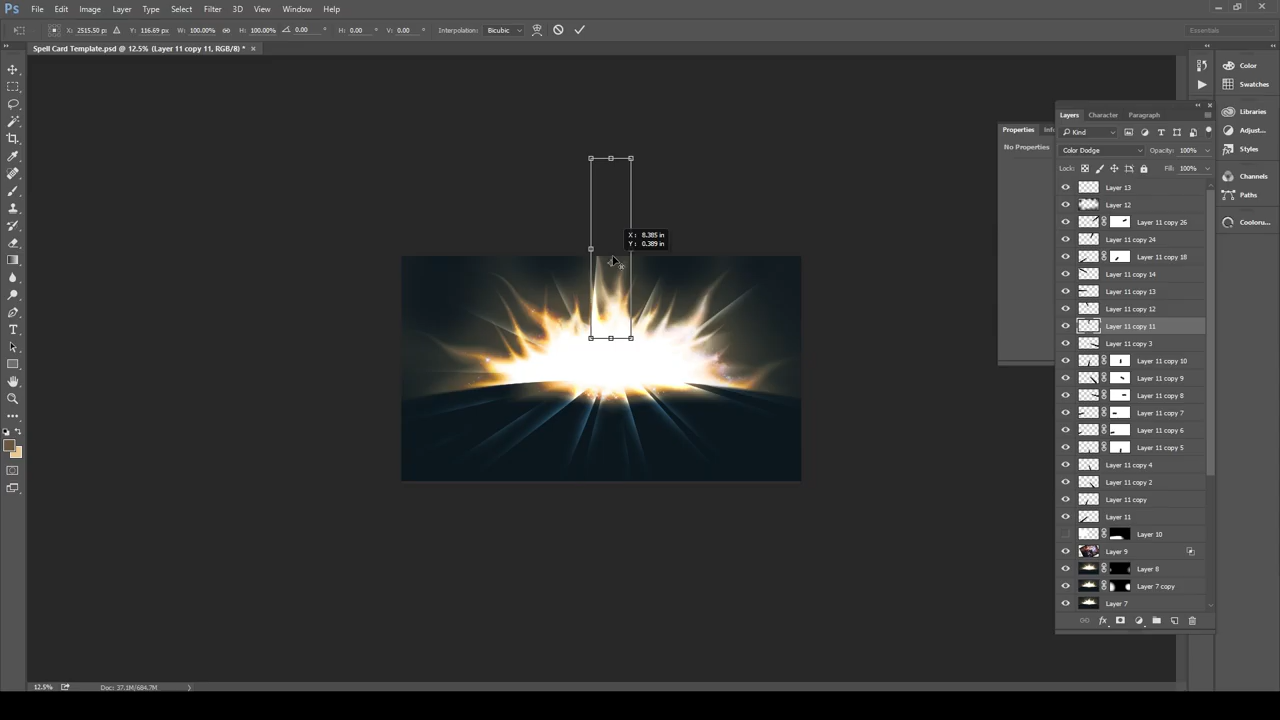 Ps File Edit Image Layer Type Select Filter 3D View Window Help
X: 2515.50 px Y: 116.69 px W: 100.00% H: 100.00% 0.00 ° H: 0.00 ° V: 0.00 ° Interpolation: Bicubic Essentials
Spell Card Template.psd @ 12.5% (Layer 11 copy 11, RGB/8) * ×
Color
Swatches
Libraries
Adjust...
Styles
Channels
Paths
Cooloru...
Properties
No Properties
X: 8.385 in
Y: 0.389 in
Layers Character Paragraph
Kind
Color Dodge Opacity: 100%
Lock: Fill: 100%
Layer 13
Layer 12
Layer 11 copy 26
Layer 11 copy 24
Layer 11 copy 18
Layer 11 copy 14
Layer 11 copy 13
Layer 11 copy 12
Layer 11 copy 11
Layer 11 copy 3
Layer 11 copy 10
Layer 11 copy 9
Layer 11 copy 8
Layer 11 copy 7
Layer 11 copy 6
Layer 11 copy 5
Layer 11 copy 4
Layer 11 copy 2
Layer 11 copy
Layer 11
Layer 10
Layer 9
Layer 8
Layer 7 copy
Layer 7
fx
12.5% Doc: 37.1M/684.7M